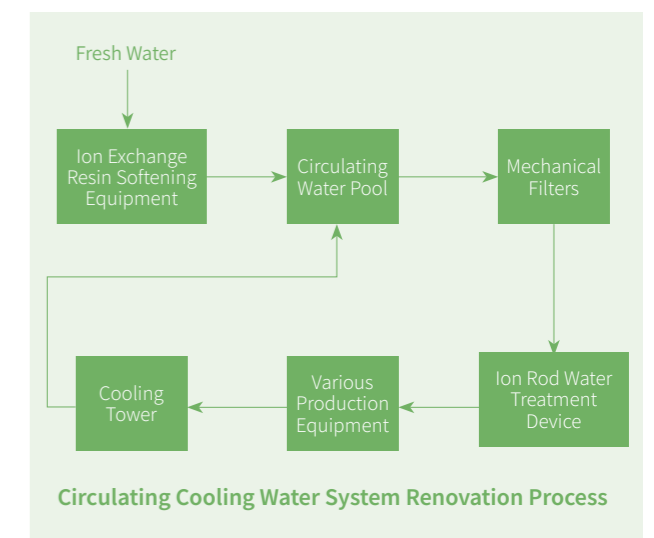 Fresh Water
Ion Exchange
Resin Softening
Equipment
Circulating
Water Pool
Mechanical
Filters
Cooling
Tower
Various
Production
Equipment
Ion Rod Water
Treatment
Device
Circulating Cooling Water System Renovation Process